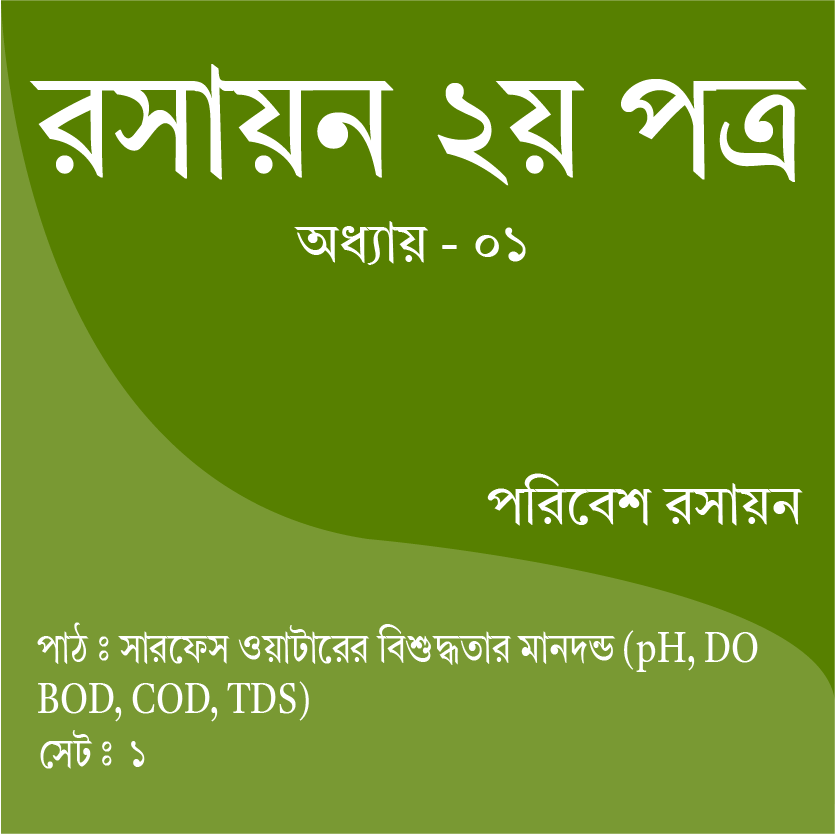 রসায়ন ২য় পত্র
অধ্যায় - ০১
পরিবেশ রসায়ন
পাঠ ঃ সারফেস ওয়াটারের বিশুদ্ধতার মানদন্ড (pH, DO
BOD, COD, TDS)
সেট ঃ ১